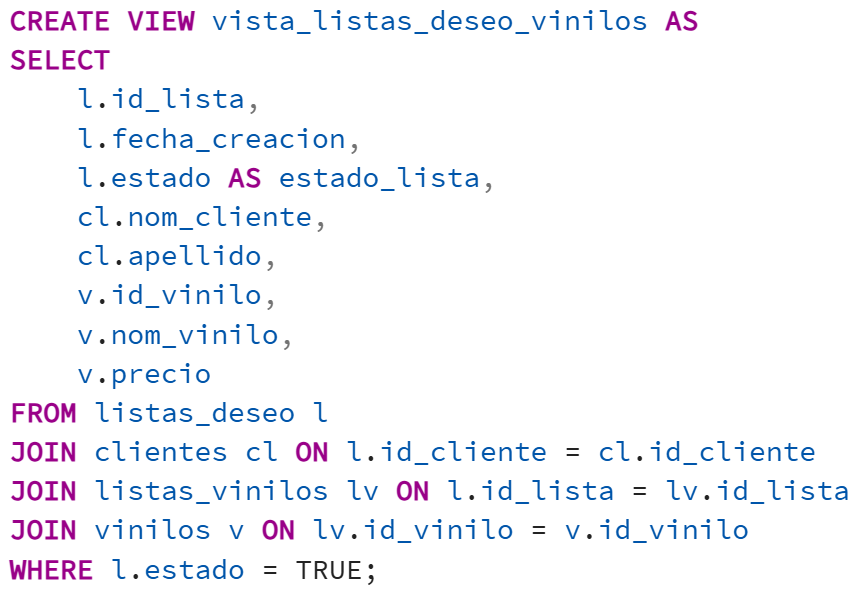 CREATE VIEW vista_listas_deseo_vinilos AS
SELECT
    l.id_lista,
    l.fecha_creacion,
    l.estado AS estado_lista,
    cl.nom_cliente,
    cl.apellido,
    v.id_vinilo,
    v.nom_vinilo,
    v.precio
FROM listas_deseo l
JOIN clientes cl ON l.id_cliente = cl.id_cliente
JOIN listas_vinilos lv ON l.id_lista = lv.id_lista
JOIN vinilos v ON lv.id_vinilo = v.id_vinilo
WHERE l.estado = TRUE;